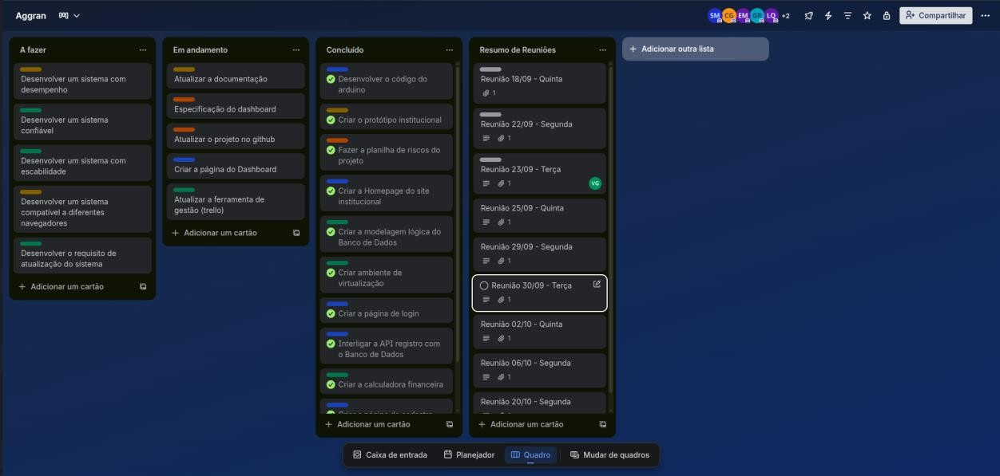 Aggran
SM CG EM GR LQ +2
Compartilhar
A fazer
Desenvolver um sistema com
desempenho
Desenvolver um sistema
confiável
Desenvolver um sistema com
escabilidade
Desenvolver um sistema
compatível a diferentes
navegadores
Desenvolver o requisito de
atualização do sistema
+ Adicionar um cartão
Em andamento
Atualizar a documentação
Especificação do dashboard
Atualizar o projeto no github
Criar a página do Dashboard
Atualizar a ferramenta de
gestão (trello)
+ Adicionar um cartão
Concluído
Desenvolver o código do
arduino
Criar o protótipo institucional
Fazer a planilha de riscos do
projeto
Criar a Homepage do site
institucional
Criar a modelagem lógica do
Banco de Dados
Criar ambiente de
virtualização
Criar a página de login
Interligar a API registro com
o Banco de Dados
Criar a calculadora financeira
Criar a página de cadastro
+ Adicionar um cartão
Resumo de Reuniões
Reunião 18/09 - Quinta
1
Reunião 22/09 - Segunda
1
Reunião 23/09 - Terça
1
VG
Reunião 25/09 - Quinta
1
Reunião 29/09 - Segunda
1
Reunião 30/09 - Terça
1
Reunião 02/10 - Quinta
1
Reunião 06/10 - Segunda
1
Reunião 20/10 - Segunda
+ Adicionar um cartão
+ Adicionar outra lista
Caixa de entrada
Planejador
Quadro
Mudar de quadros